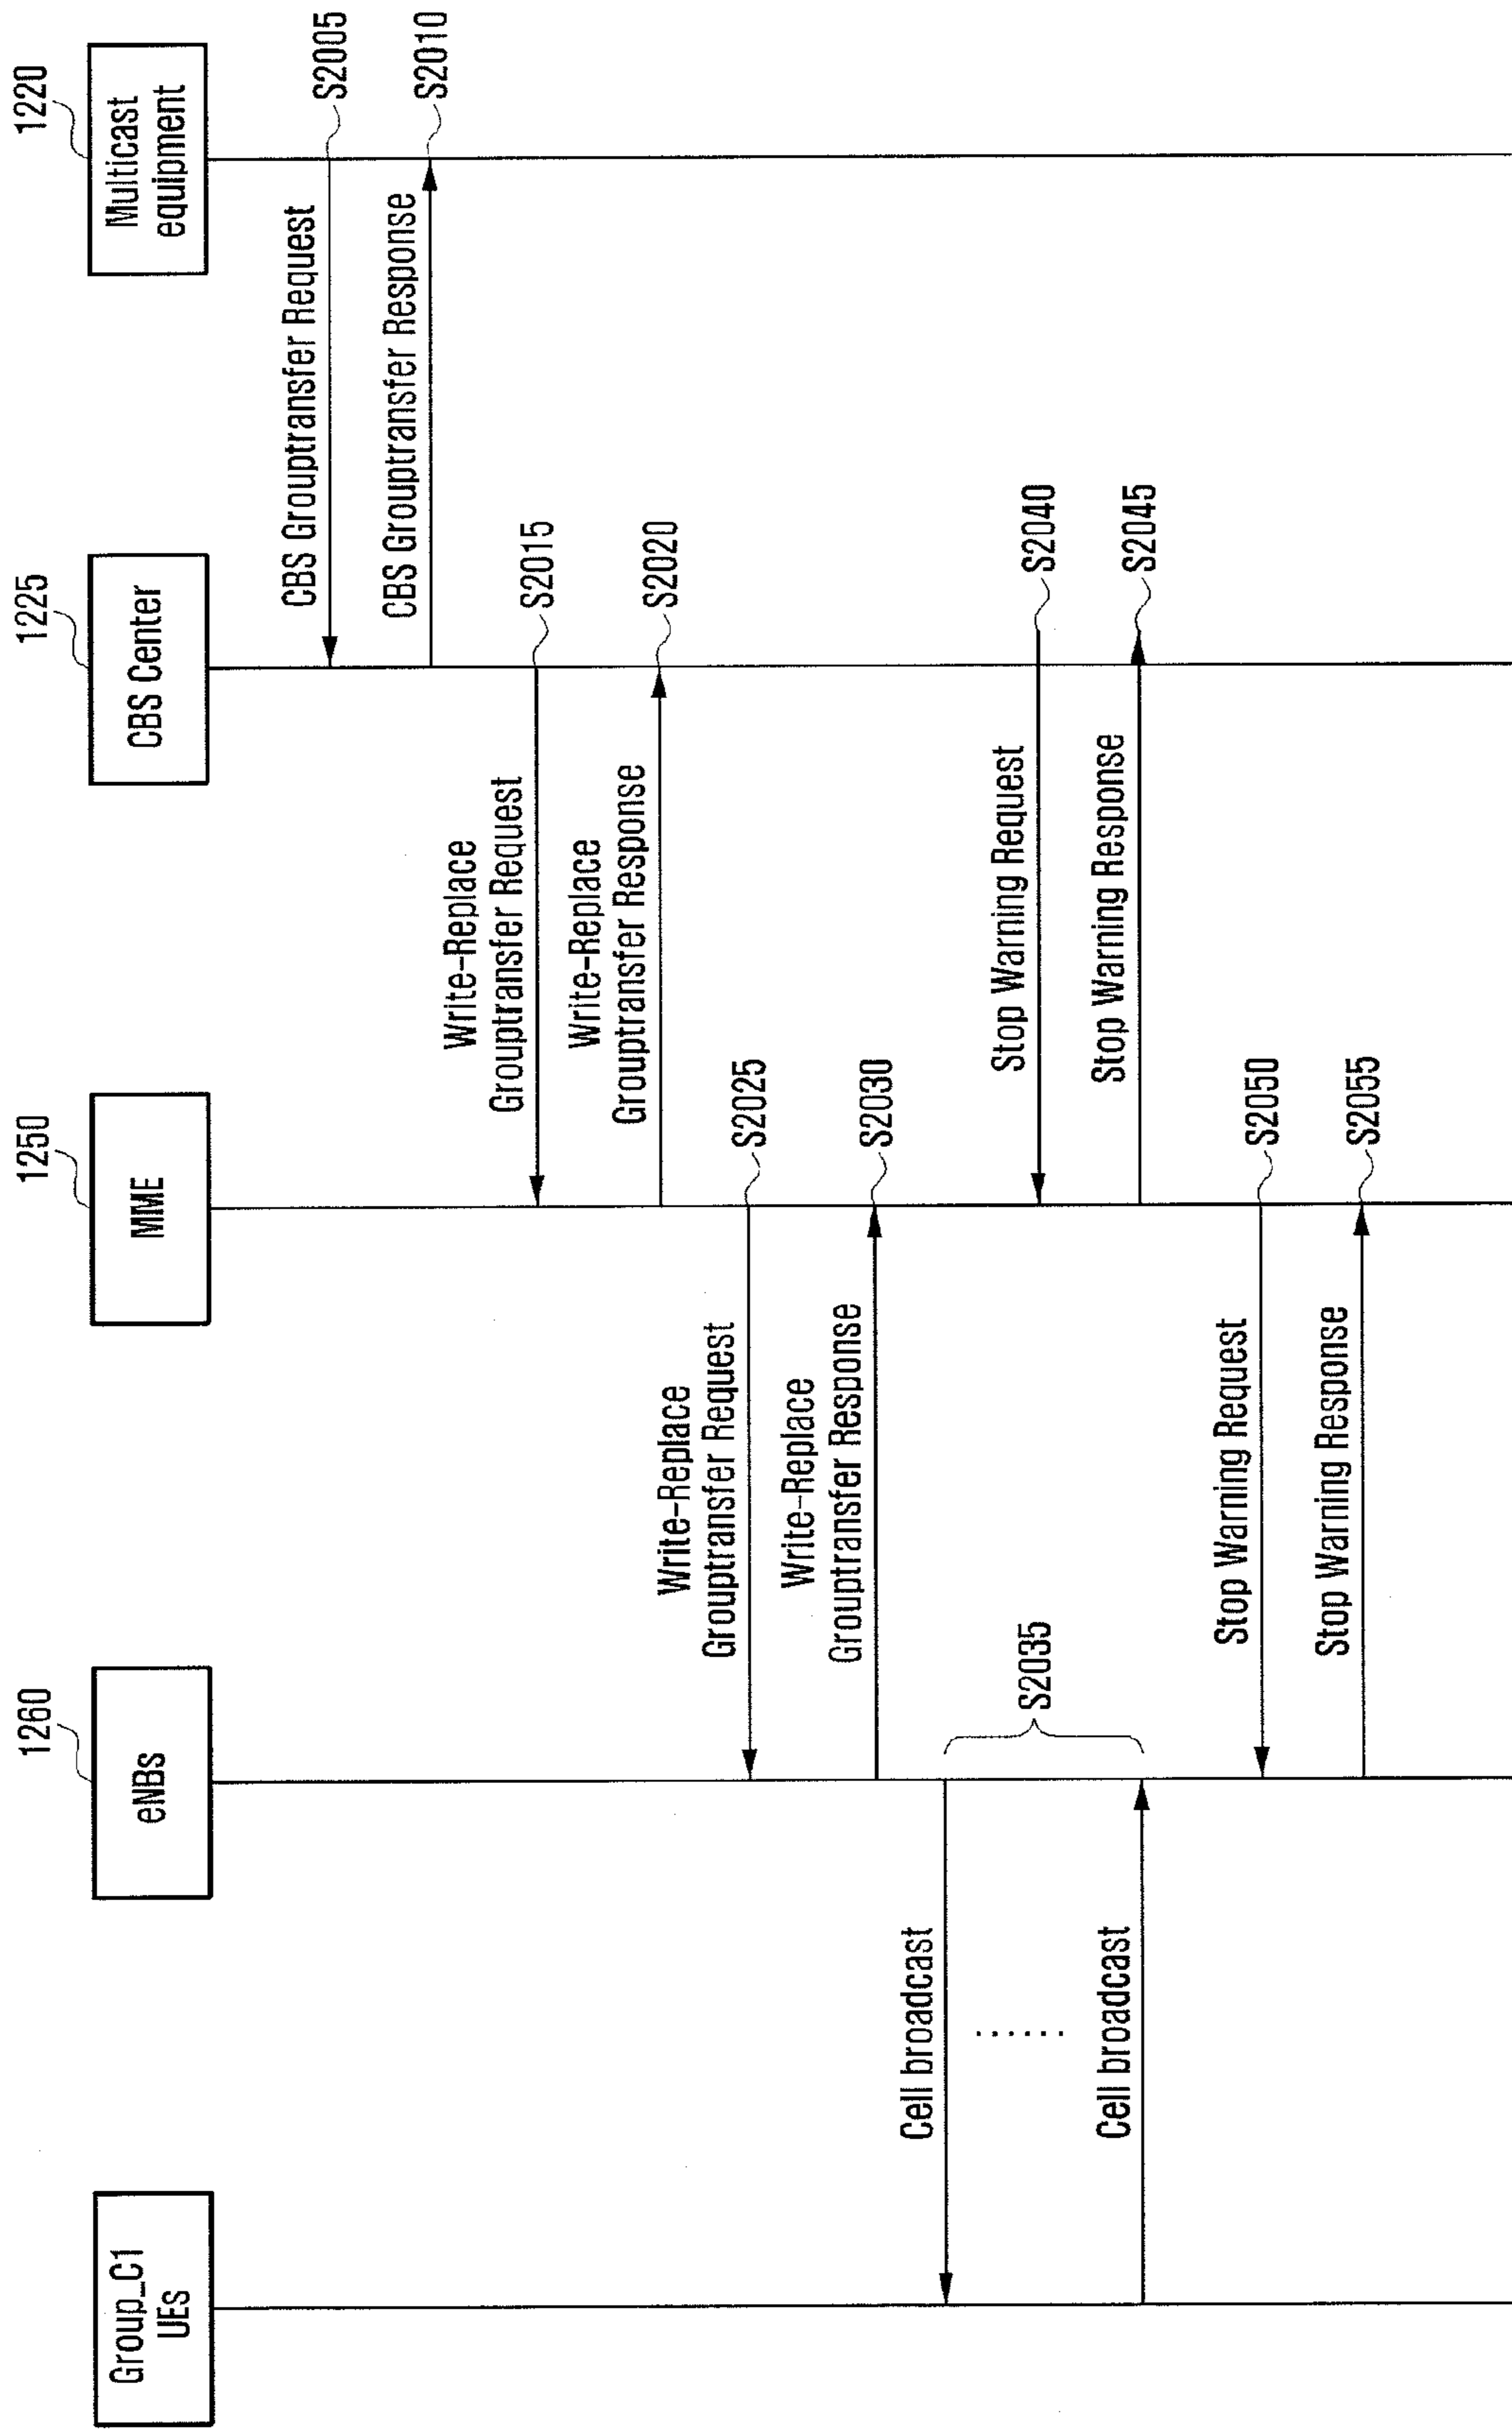 Group_C1
UEs
1260
eNBs
1250
MME
1225
CBS Center
1220
Multicast
equipment
CBS Grouptransfer Request
S2005
CBS Grouptransfer Response
S2010
Write-Replace
Grouptransfer Request
S2015
Write-Replace
Grouptransfer Response
S2020
Write-Replace
Grouptransfer Request
S2025
Write-Replace
Grouptransfer Response
S2030
Cell broadcast
......
Cell broadcast
S2035
Stop Warning Request
S2040
Stop Warning Response
S2045
Stop Warning Request
S2050
Stop Warning Response
S2055